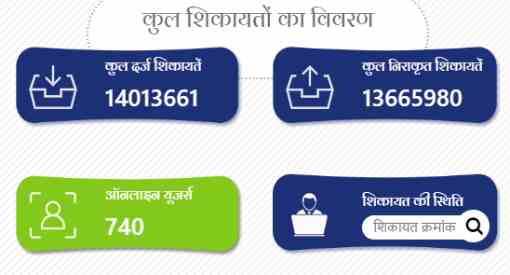 कुल शिकायतों का विवरण
कुल दर्ज शिकायतें
14013661
कुल निराकृत शिकायतें
13665980
ऑनलाइन यूजर्स
740
शिकायत की स्थिति
शिकायत क्रमांक